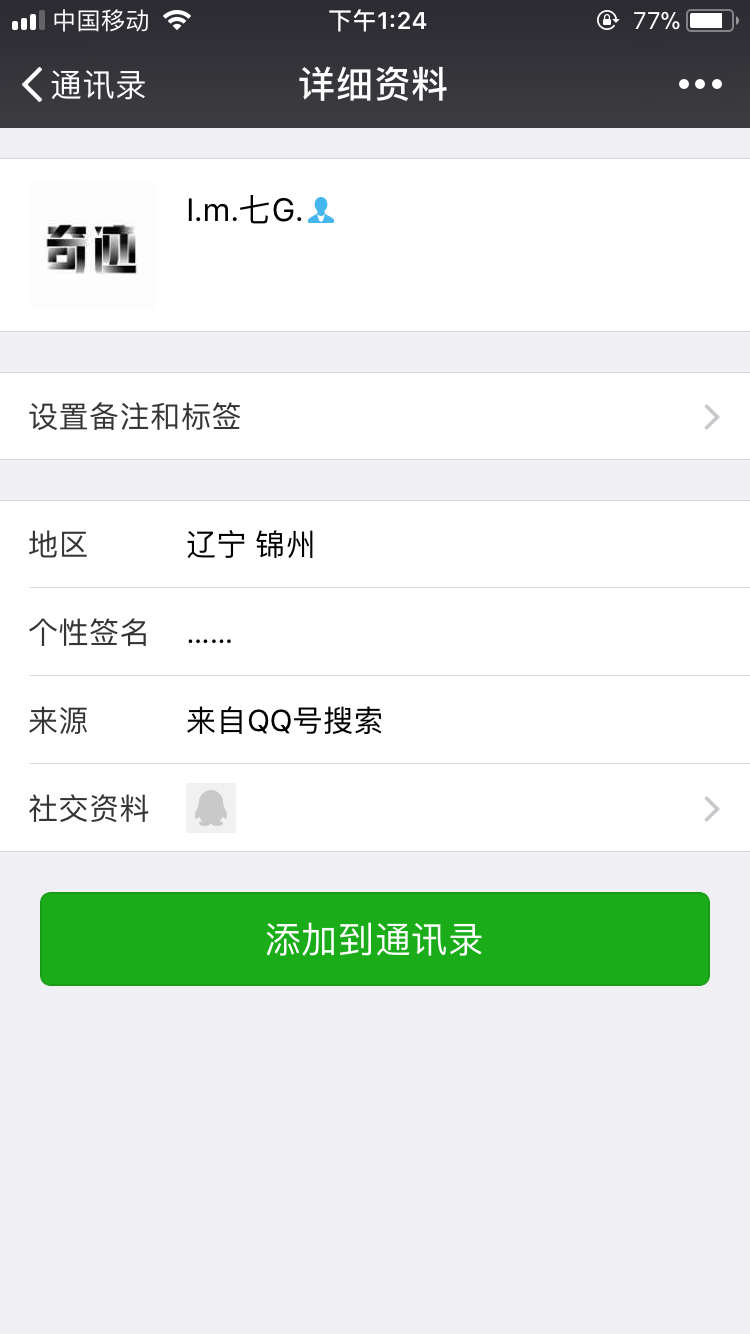 中国移动 下午1:24 77%
通讯录 详细资料
奇迹
I.m.七G.
设置备注和标签
地区 辽宁 锦州
个性签名 ......
来源 来自QQ号搜索
社交资料
添加到通讯录